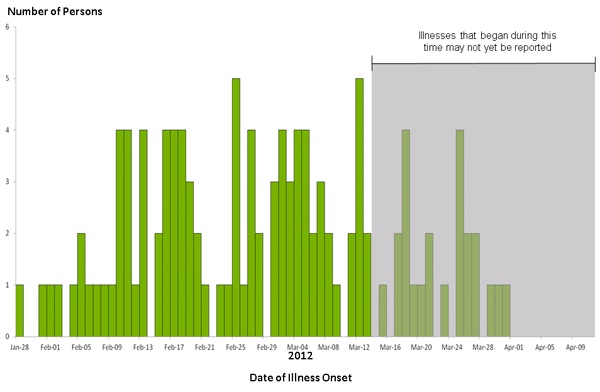 Number of Persons
Illnesses that began during this
time may not yet be reported
6
5
4
3
2
1
0
Jan-28 Feb-01 Feb-05 Feb-09 Feb-13 Feb-17 Feb-21 Feb-25 Feb-29 Mar-04 Mar-08 Mar-12 Mar-16 Mar-20 Mar-24 Mar-28 Apr-01 Apr-05 Apr-09
2012
Date of Illness Onset